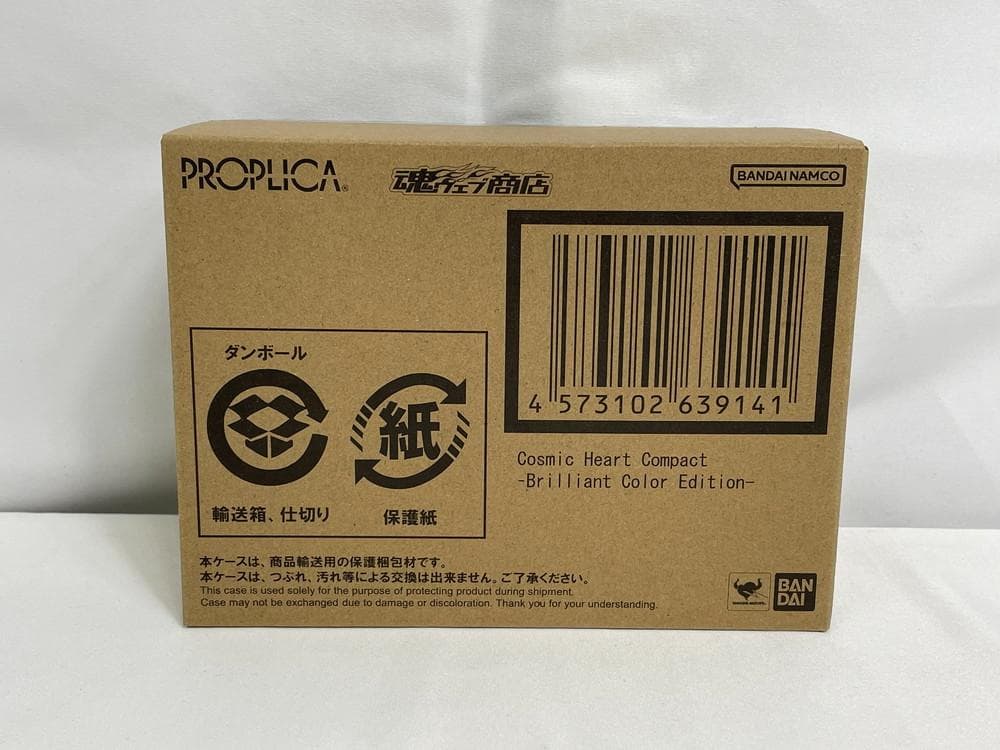 PROPLICA®
魂ウェブ商店
BANDAI NAMCO
4 573102 639141
Cosmic Heart Compact
-Brilliant Color Edition-
ダンボール
紙
輸送箱、仕切り
保護紙
本ケースは、商品輸送用の保護梱包材です。
本ケースは、つぶれ、汚れ等による交換は出来ません。ご了承ください。
This case is used solely for the purpose of protecting product during shipment.
Case may not be exchanged due to damage or discoloration. Thank you for your understanding.
BAN
DAI